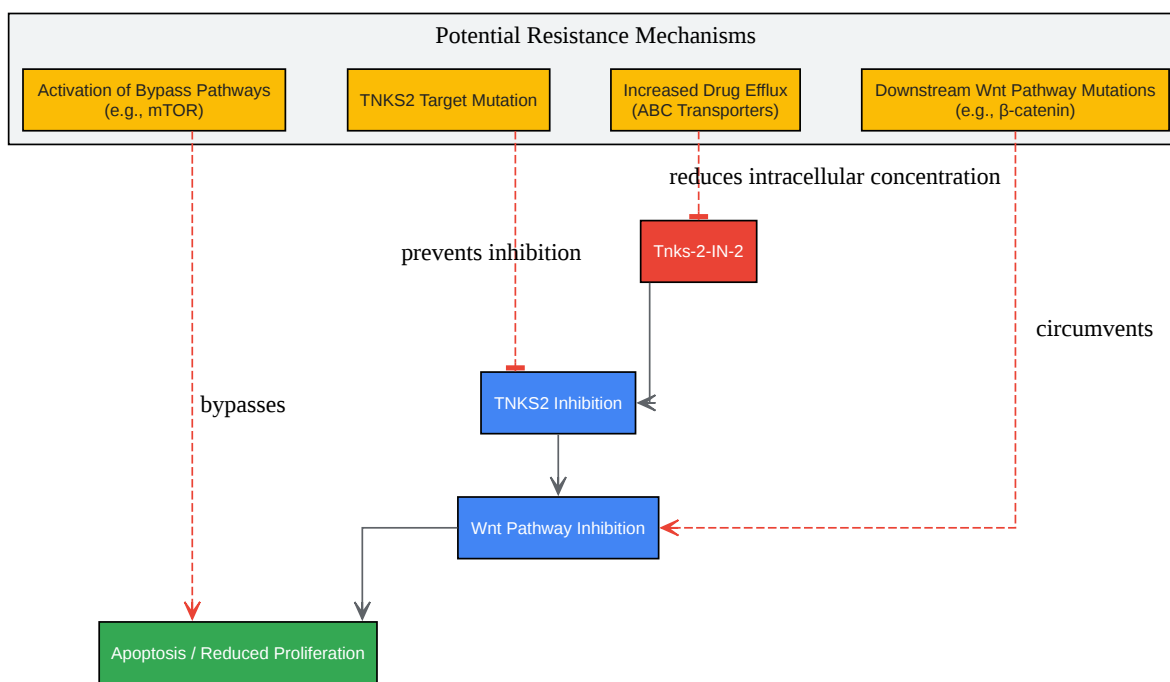 Potential Resistance Mechanisms
Activation of Bypass Pathways
(e.g., mTOR)
TNKS2 Target Mutation
Increased Drug Efflux
(ABC Transporters)
Downstream Wnt Pathway Mutations
(e.g., β-catenin)
reduces intracellular concentration
prevents inhibition
Tnks-2-IN-2
circumvents
bypasses
TNKS2 Inhibition
Wnt Pathway Inhibition
Apoptosis / Reduced Proliferation